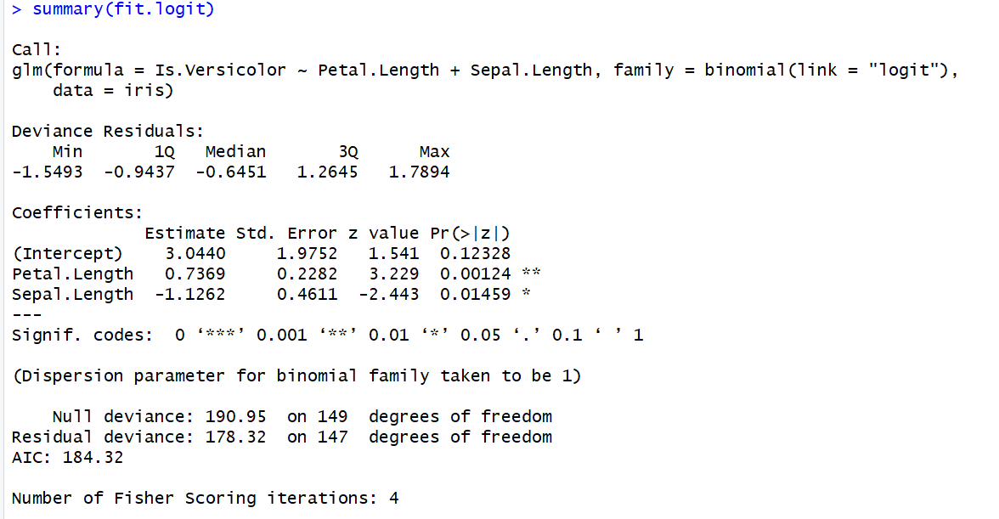 > summary(fit.logit)
Call:
glm(formula = Is.Versicolor ~ Petal.Length + Sepal.Length, family = binomial(link = "logit"),
    data = iris)
Deviance Residuals:
    Min       1Q   Median       3Q      Max
-1.5493  -0.9437  -0.6451   1.2645   1.7894
Coefficients:
             Estimate Std. Error z value Pr(>|z|)
(Intercept)    3.0440     1.9752   1.541  0.12328
Petal.Length   0.7369     0.2282   3.229  0.00124 **
Sepal.Length  -1.1262     0.4611  -2.443  0.01459 *
---
Signif. codes:  0 ‘***’ 0.001 ‘**’ 0.01 ‘*’ 0.05 ‘.’ 0.1 ‘ ’ 1
(Dispersion parameter for binomial family taken to be 1)
    Null deviance: 190.95  on 149  degrees of freedom
Residual deviance: 178.32  on 147  degrees of freedom
AIC: 184.32
Number of Fisher Scoring iterations: 4